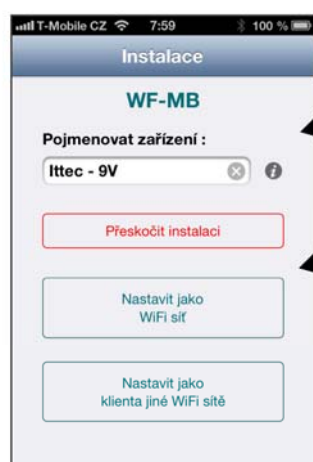 T-Mobile CZ 7:59 100 %
Instalace
WF-MB
Pojmenovat zařízení :
Ittec - 9V
i
Přeskočit instalaci
Nastavit jako
WiFi síť
Nastavit jako
klienta jiné WiFi sítě